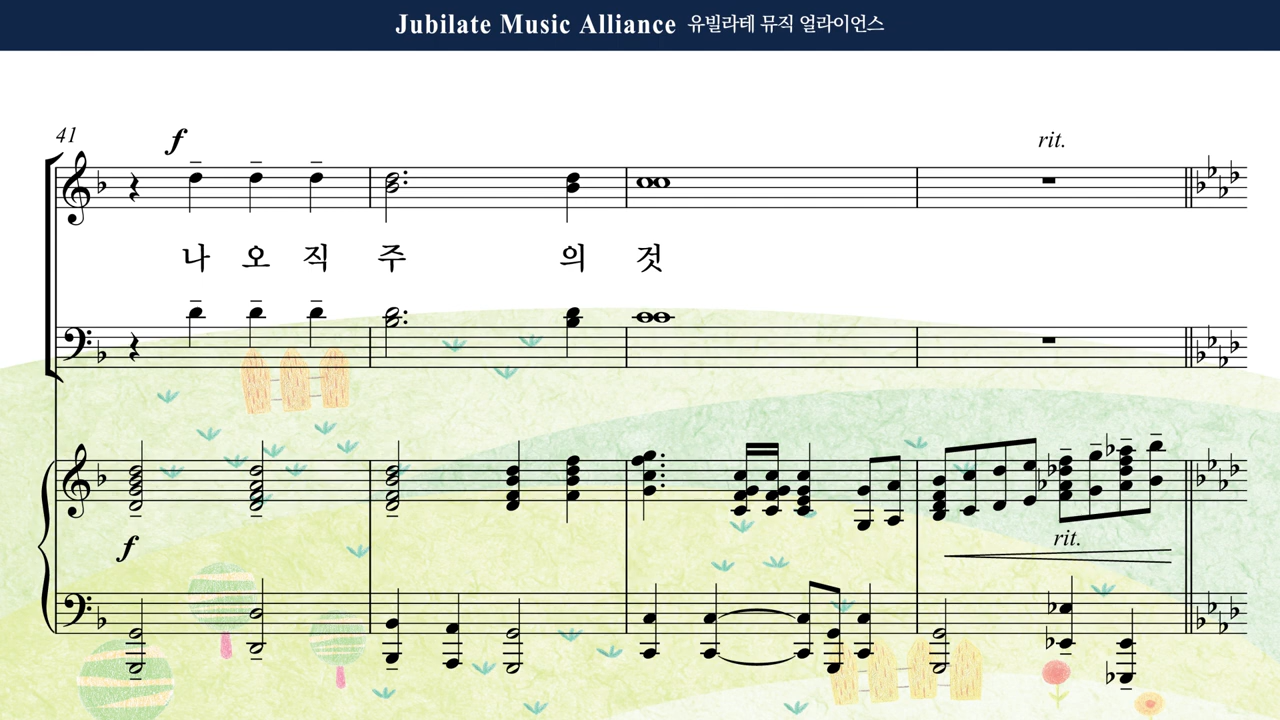 Jubilate Music Alliance 유빌라테 뮤직 얼라이언스
41
f
rit.
나 오 직 주 의 것
f
rit.